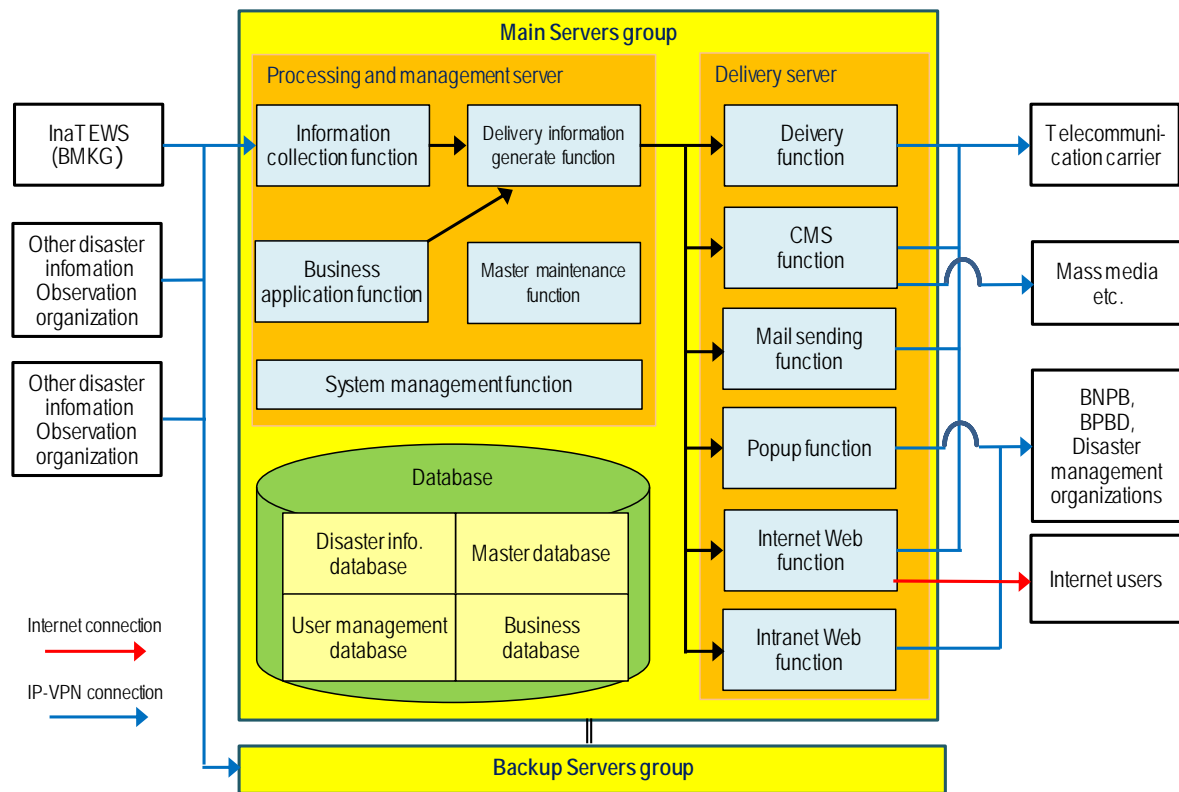 Main Servers group
Processing and management server
Delivery server
InaTEWS
(BMKG)
Information
collection function
Delivery information
generate function
Deivery
function
Telecommuni-
cation carrier
Other disaster
infomation
Observation
organization
Business
application function
Master maintenance
function
CMS
function
Mass media
etc.
Other disaster
infomation
Observation
organization
System management function
Mail sending
function
BNPB,
BPBD,
Disaster
management
organizations
Popup function
Database
Disaster info.
database
Master database
User management
database
Business
database
Internet Web
function
Internet users
Intranet Web
function
Internet connection
IP-VPN connection
Backup Servers group